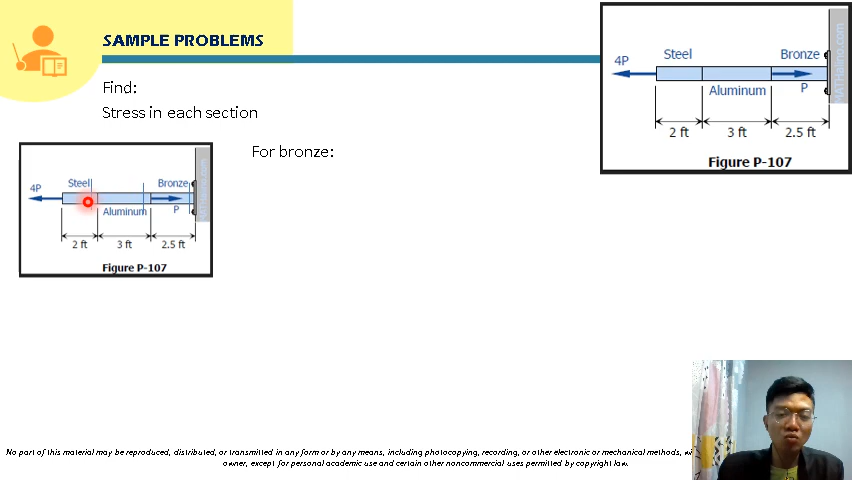 SAMPLE PROBLEMS
Find:
Stress in each section
For bronze:
4P
Steel
Bronze
Aluminum
P
2 ft
3 ft
2.5 ft
Figure P-107
4P
Steel
Bronze
Aluminum
P
2 ft
3 ft
2.5 ft
Figure P-107
No part of this material may be reproduced, distributed, or transmitted in any form or by any means, including photocopying, recording, or other electronic or mechanical methods,
owner, except for personal academic use and certain other noncommercial uses permitted by copyright law.